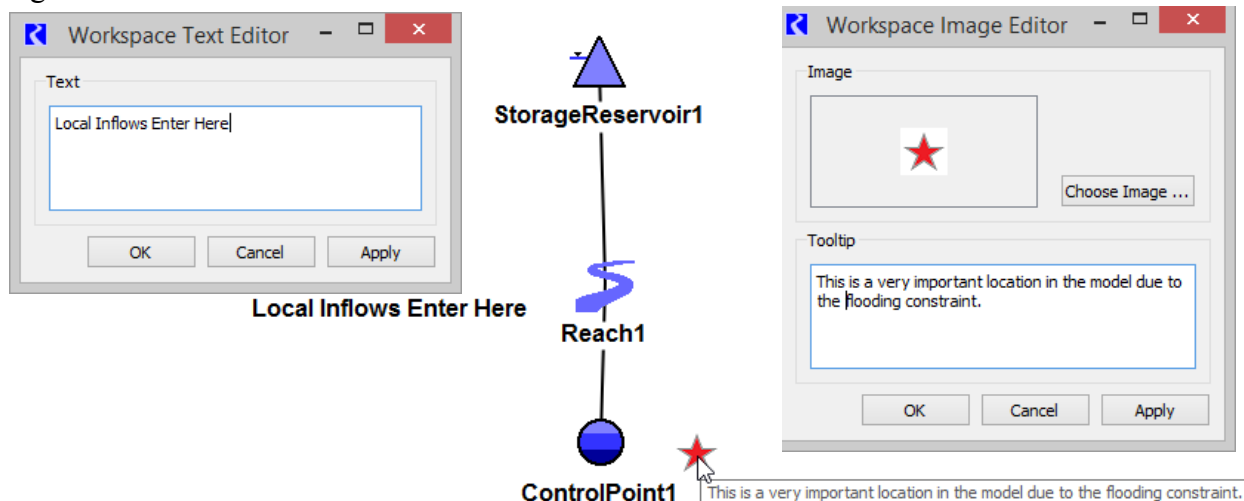 Workspace Text Editor
Text
Local Inflows Enter Here
OK Cancel Apply
StorageReservoir1
Local Inflows Enter Here
Reach1
ControlPoint1
Workspace Image Editor
Image
Choose Image ...
Tooltip
This is a very important location in the model due to
the flooding constraint.
OK Cancel Apply
This is a very important location in the model due to the flooding constraint.